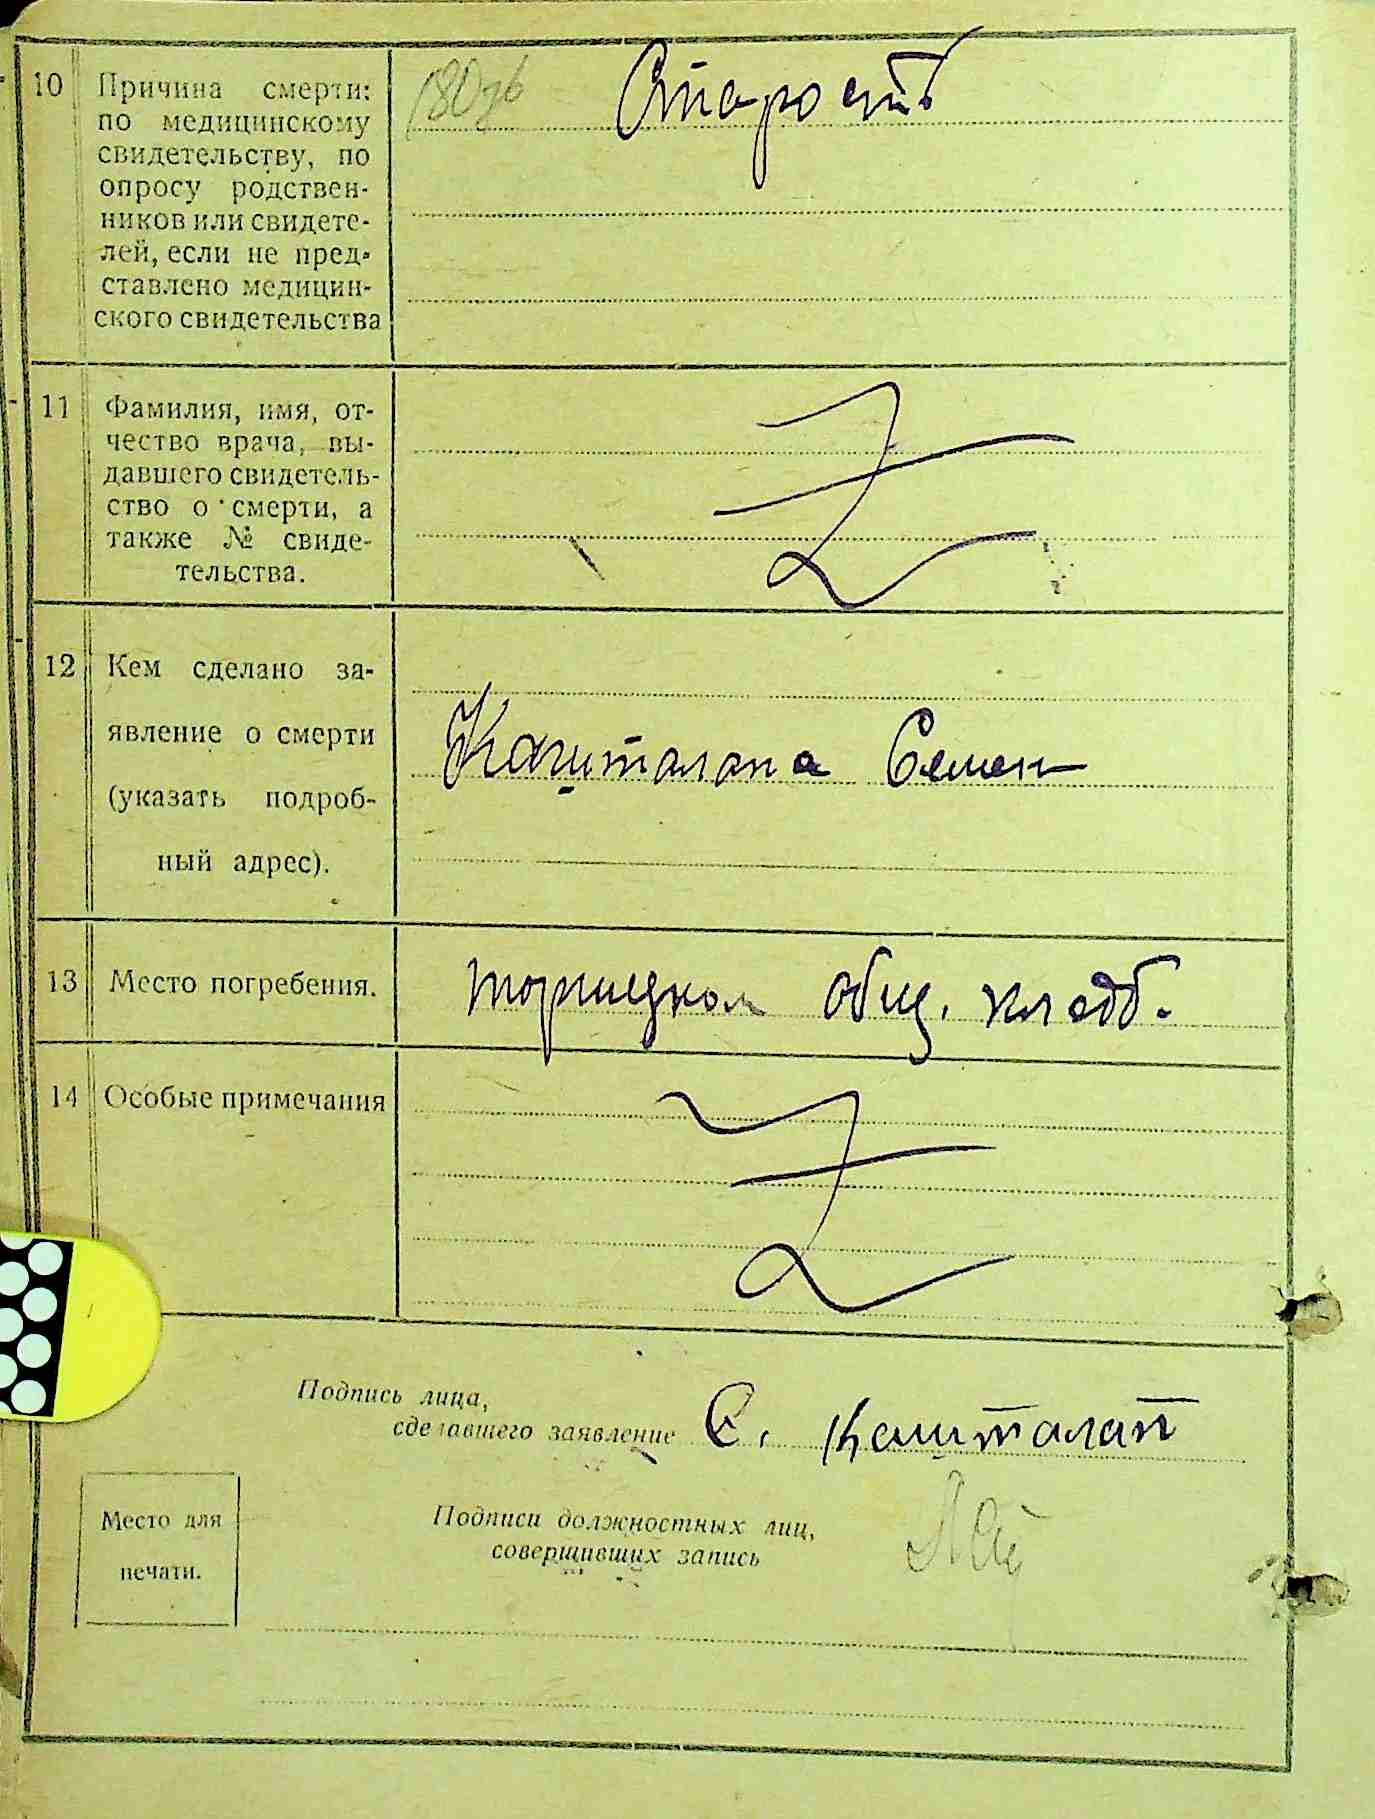 10 Причина смерти: Старость
по медицинскому
свидетельству, по
опросу родствен-
ников или свидете-
лей, если не пред-
ставлено медицин-
ского свидетельства
11 Фамилия, имя, от-
чество врача, вы-
давшего свидетель-
ство о смерти, а
также № свиде-
тельства.
12 Кем сделано за-
явление о смерти
Семен
(указать подроб-
ный адрес).
13 Место погребения. общ. кладб.
14 Особые примечания
Подпись лица,
сделавшего заявление С. Кашталап
Место для
печати.
Подписи должностных лиц,
совершивших запись